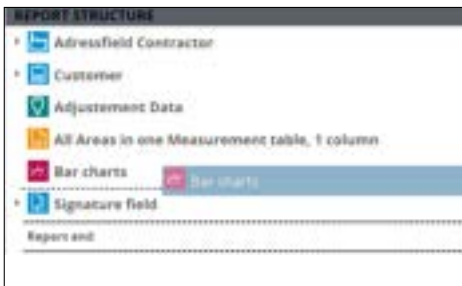 REPORT STRUCTURE
Adressfield Contractor
Customer
Adjustement Data
All Areas in one Measurement table, 1 column
Bar charts
Bar charts
Signature field
Report end